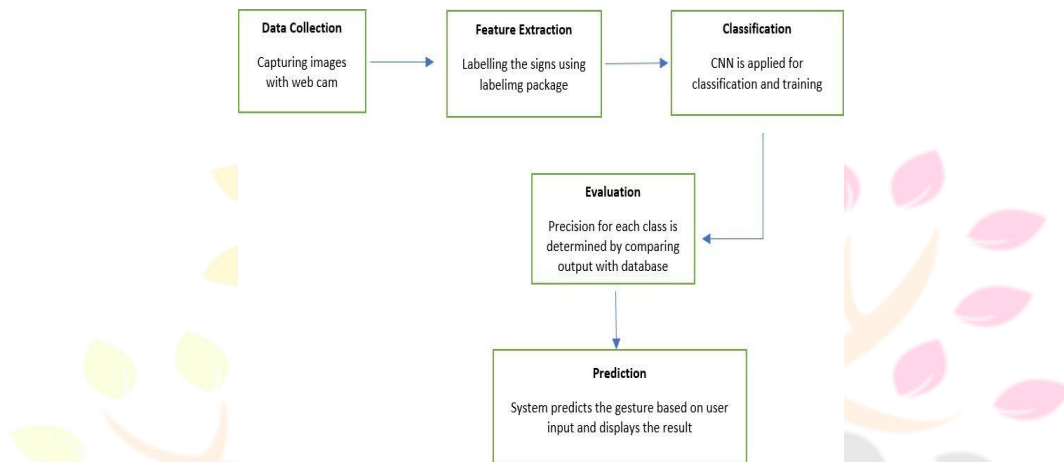 Data Collection
Capturing images
with web cam
Feature Extraction
Labelling the signs using
labelimg package
Classification
CNN is applied for
classification and training
Evaluation
Precision for each class is
determined by comparing
output with database
Prediction
System predicts the gesture based on user
input and displays the result